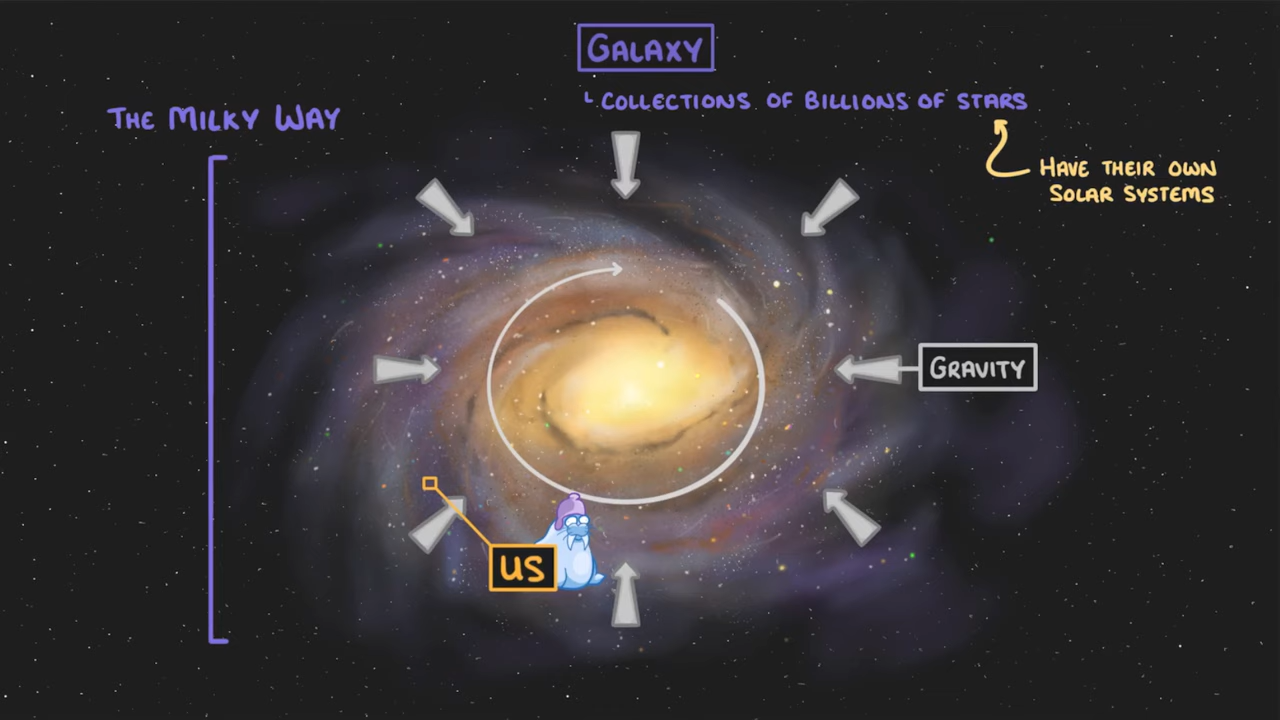 GALAXY
COLLECTIONS OF BILLIONS OF STARS
THE MILKY WAY
HAVE THEIR OWN
SOLAR SYSTEMS
GRAVITY
US